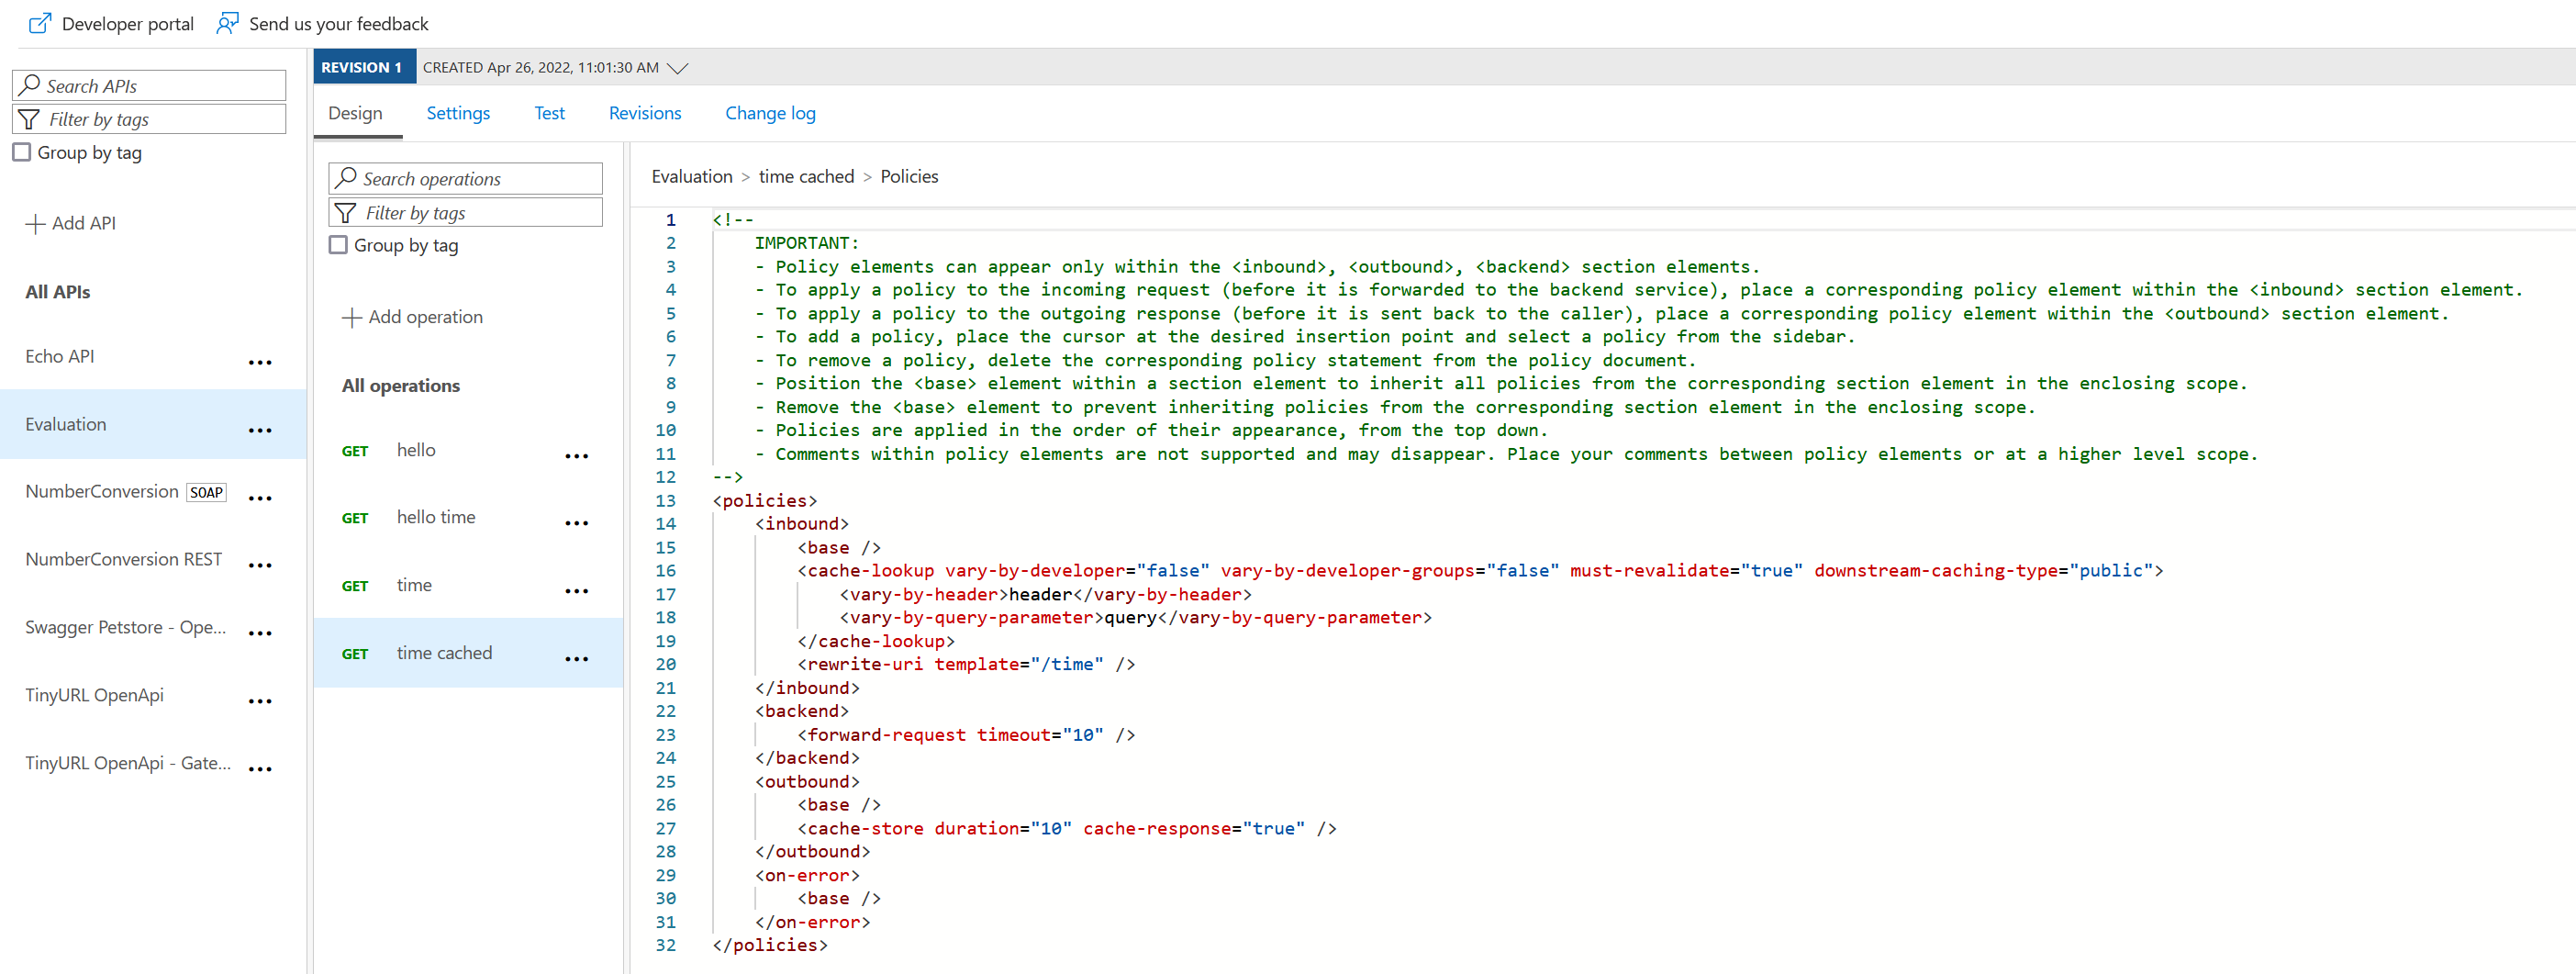 Developer portal
Send us your feedback
Search APIs
Filter by tags
Group by tag
Add API
All APIs
Echo API
Evaluation
NumberConversion SOAP
NumberConversion REST
Swagger Petstore - Ope...
TinyURL OpenApi
TinyURL OpenApi - Gate...
REVISION 1 CREATED Apr 26, 2022, 11:01:30 AM
Design Settings Test Revisions Change log
Search operations
Filter by tags
Group by tag
Add operation
All operations
GET hello
GET hello time
GET time
GET time cached
Evaluation > time cached > Policies
1 <!--
2 IMPORTANT:
3 - Policy elements can appear only within the <inbound>, <outbound>, <backend> section elements.
4 - To apply a policy to the incoming request (before it is forwarded to the backend service), place a corresponding policy element within the <inbound> section element.
5 - To apply a policy to the outgoing response (before it is sent back to the caller), place a corresponding policy element within the <outbound> section element.
6 - To add a policy, place the cursor at the desired insertion point and select a policy from the sidebar.
7 - To remove a policy, delete the corresponding policy statement from the policy document.
8 - Position the <base> element within a section element to inherit all policies from the corresponding section element in the enclosing scope.
9 - Remove the <base> element to prevent inheriting policies from the corresponding section element in the enclosing scope.
10 - Policies are applied in the order of their appearance, from the top down.
11 - Comments within policy elements are not supported and may disappear. Place your comments between policy elements or at a higher level scope.
12 -->
13 <policies>
14 <inbound>
15 <base />
16 <cache-lookup vary-by-developer="false" vary-by-developer-groups="false" must-revalidate="true" downstream-caching-type="public">
17 <vary-by-header>header</vary-by-header>
18 <vary-by-query-parameter>query</vary-by-query-parameter>
19 </cache-lookup>
20 <rewrite-uri template="/time" />
21 </inbound>
22 <backend>
23 <forward-request timeout="10" />
24 </backend>
25 <outbound>
26 <base />
27 <cache-store duration="10" cache-response="true" />
28 </outbound>
29 <on-error>
30 <base />
31 </on-error>
32 </policies>